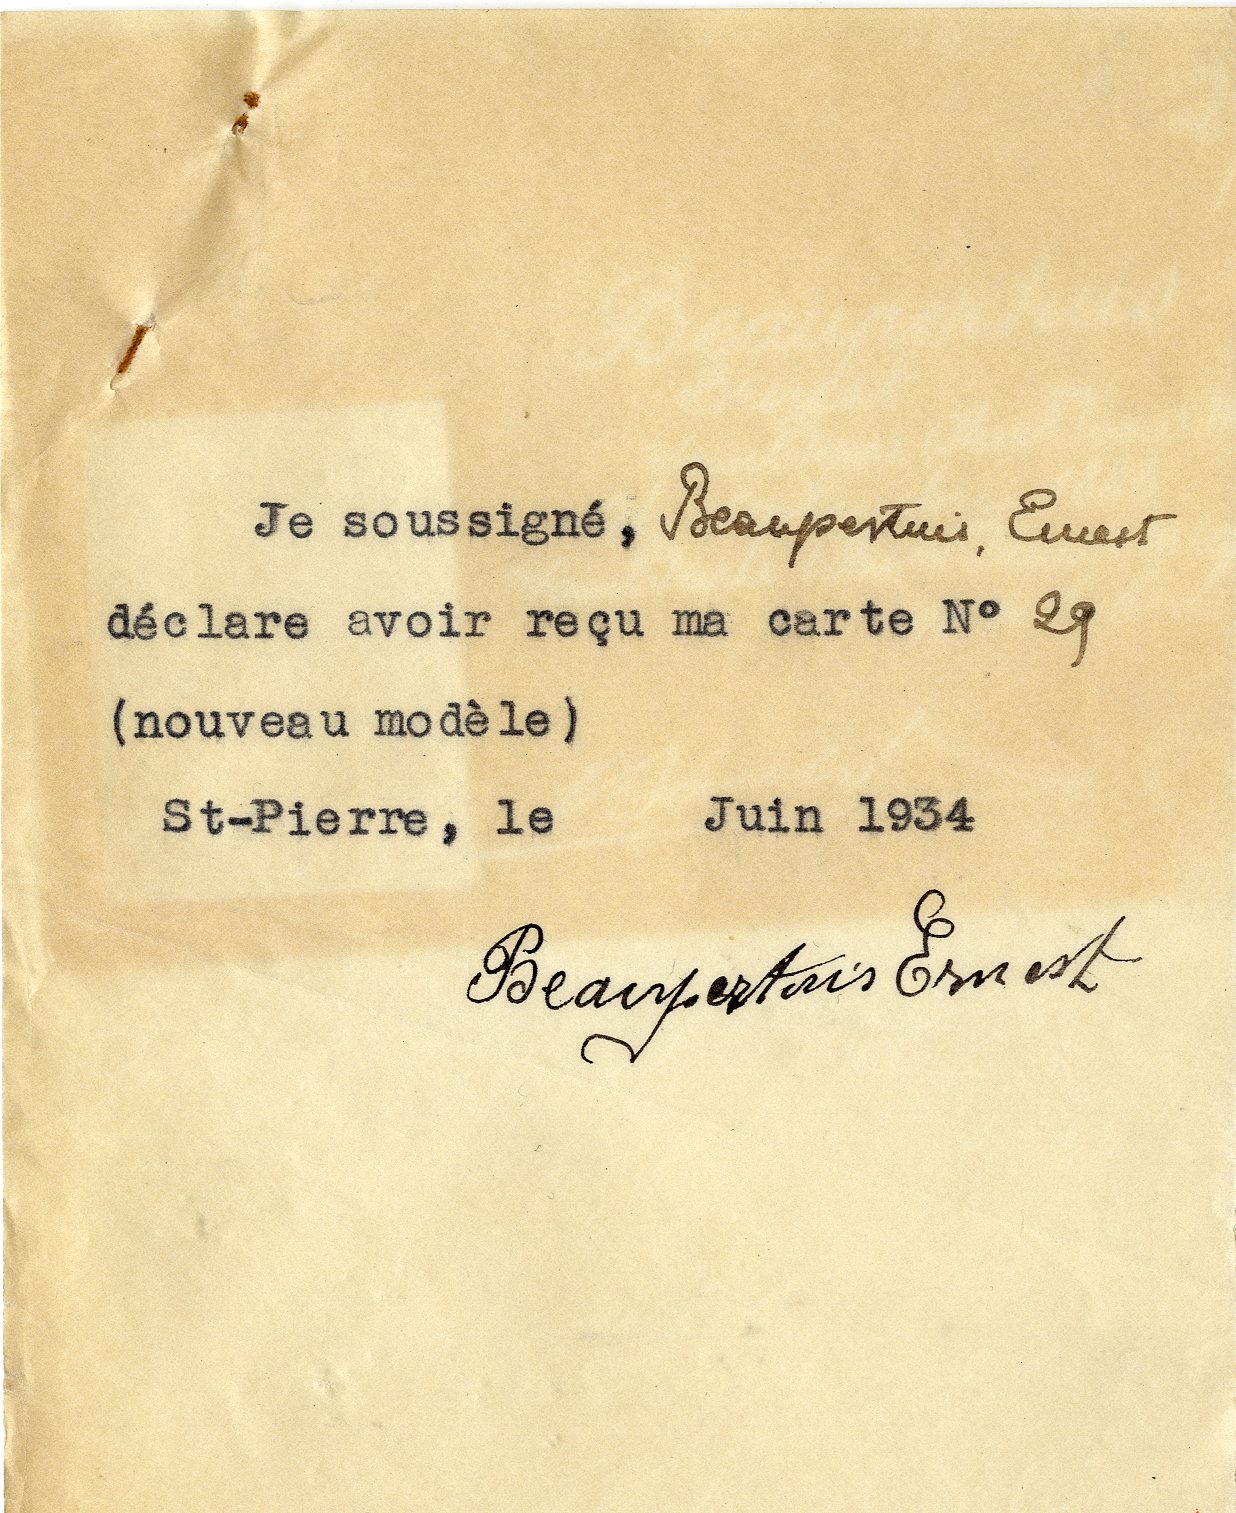 Je soussigné, Beaupertuis, Ernest
déclare avoir reçu ma carte N° 29
(nouveau modèle)
St-Pierre, le Juin 1934
Beaupertuis Ernest